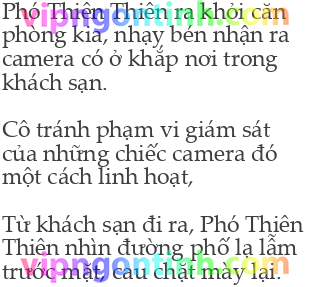 Phó Thiên Thiên ra khỏi căn
phòng kia, nhạy bén nhận ra
camera có ở khắp nơi trong
khách sạn.
Cô tránh phạm vi giám sát
của những chiếc camera đó
một cách linh hoạt,
Từ khách sạn đi ra, Phó Thiên
Thiên nhìn đường phố lạ lẫm
trước mặt, cau chặt mày lại.
vipngontinh.com
vipngontinh.com